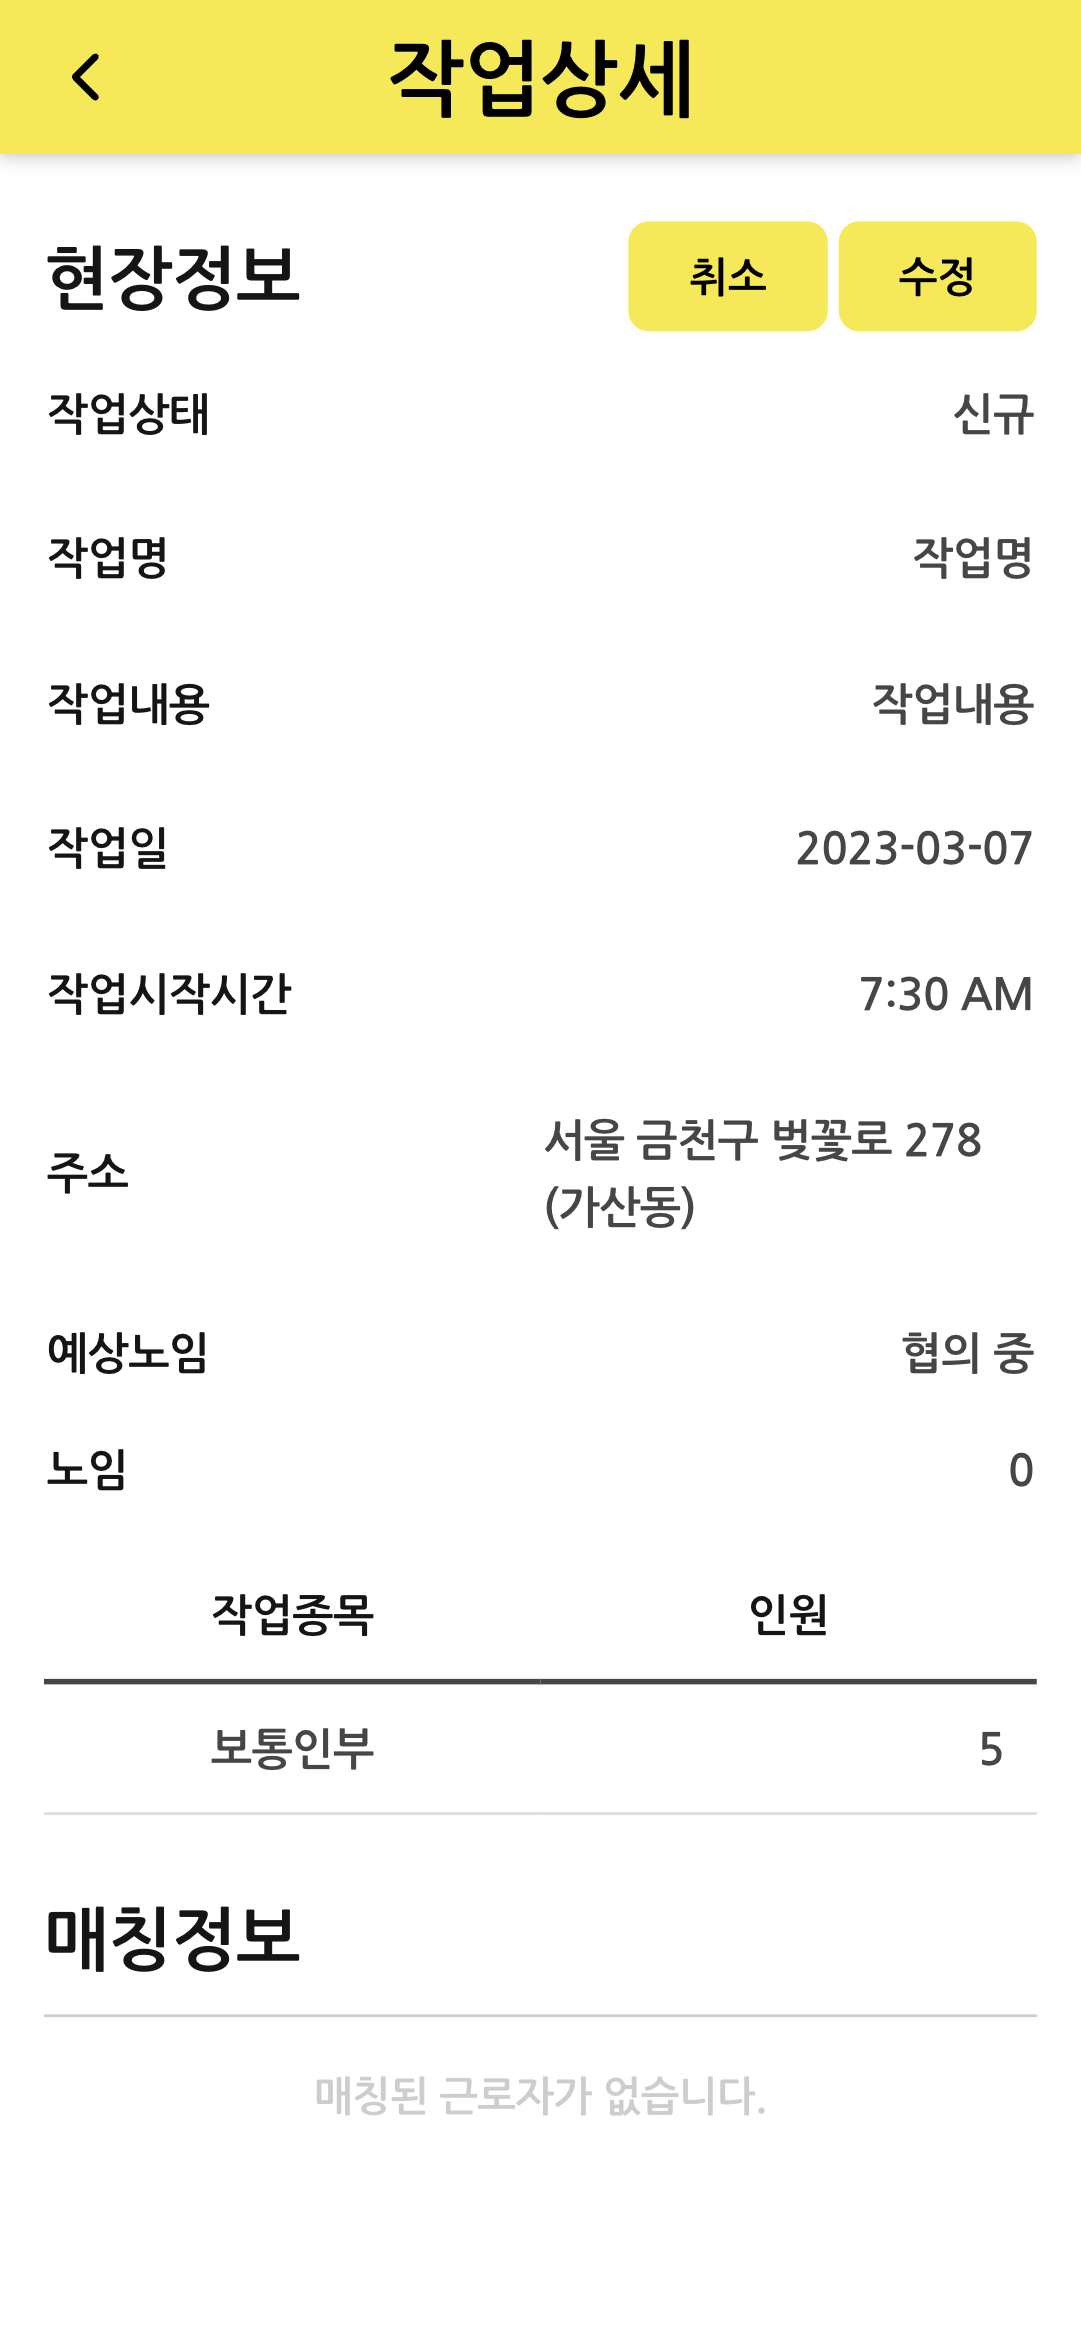 작업상세
현장정보 취소 수정
작업상태 신규
작업명 작업명
작업내용 작업내용
작업일 2023-03-07
작업시작시간 7:30 AM
주소 서울 금천구 벚꽃로 278
(가산동)
예상노임 협의 중
노임 0
작업종목 인원
보통인부 5
매칭정보
매칭된 근로자가 없습니다.